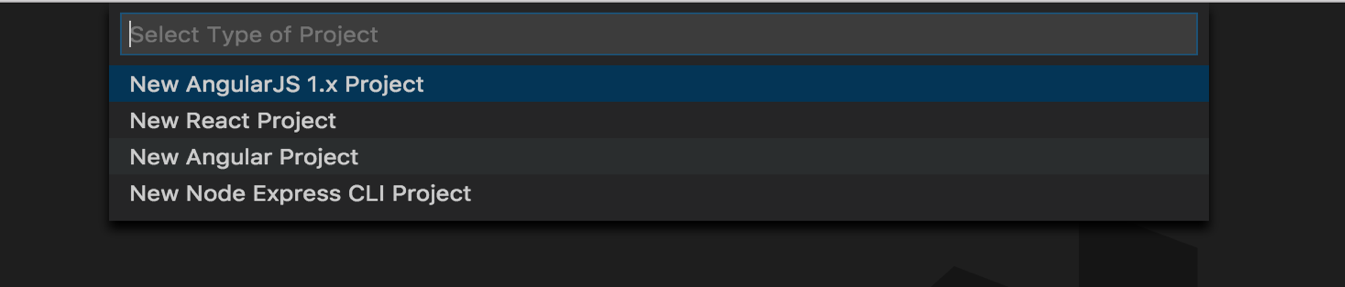 Select Type of Project
New AngularJS 1.x Project
New React Project
New Angular Project
New Node Express CLI Project